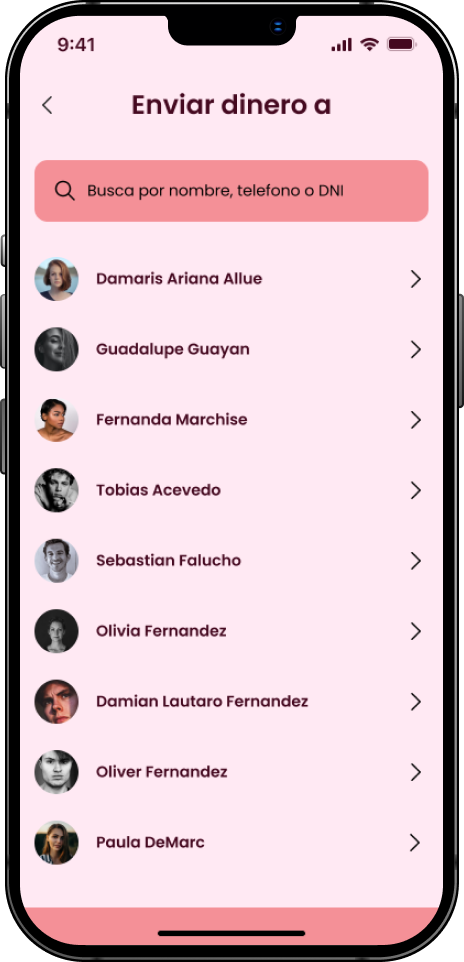 9:41
Enviar dinero a
Busca por nombre, telefono o DNI
Damaris Ariana Allue
Guadalupe Guayan
Fernanda Marchise
Tobias Acevedo
Sebastian Falucho
Olivia Fernandez
Damian Lautaro Fernandez
Oliver Fernandez
Paula DeMarc